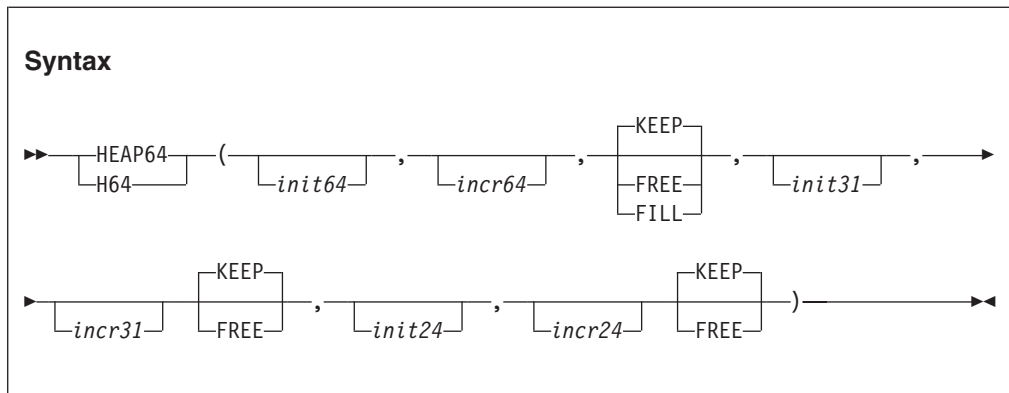 Syntax
KEEP
HEAP64 ( , , , ,
H64 init64 incr64 FREE init31
FILL
KEEP KEEP
, , )
incr31 FREE init24 incr24 FREE